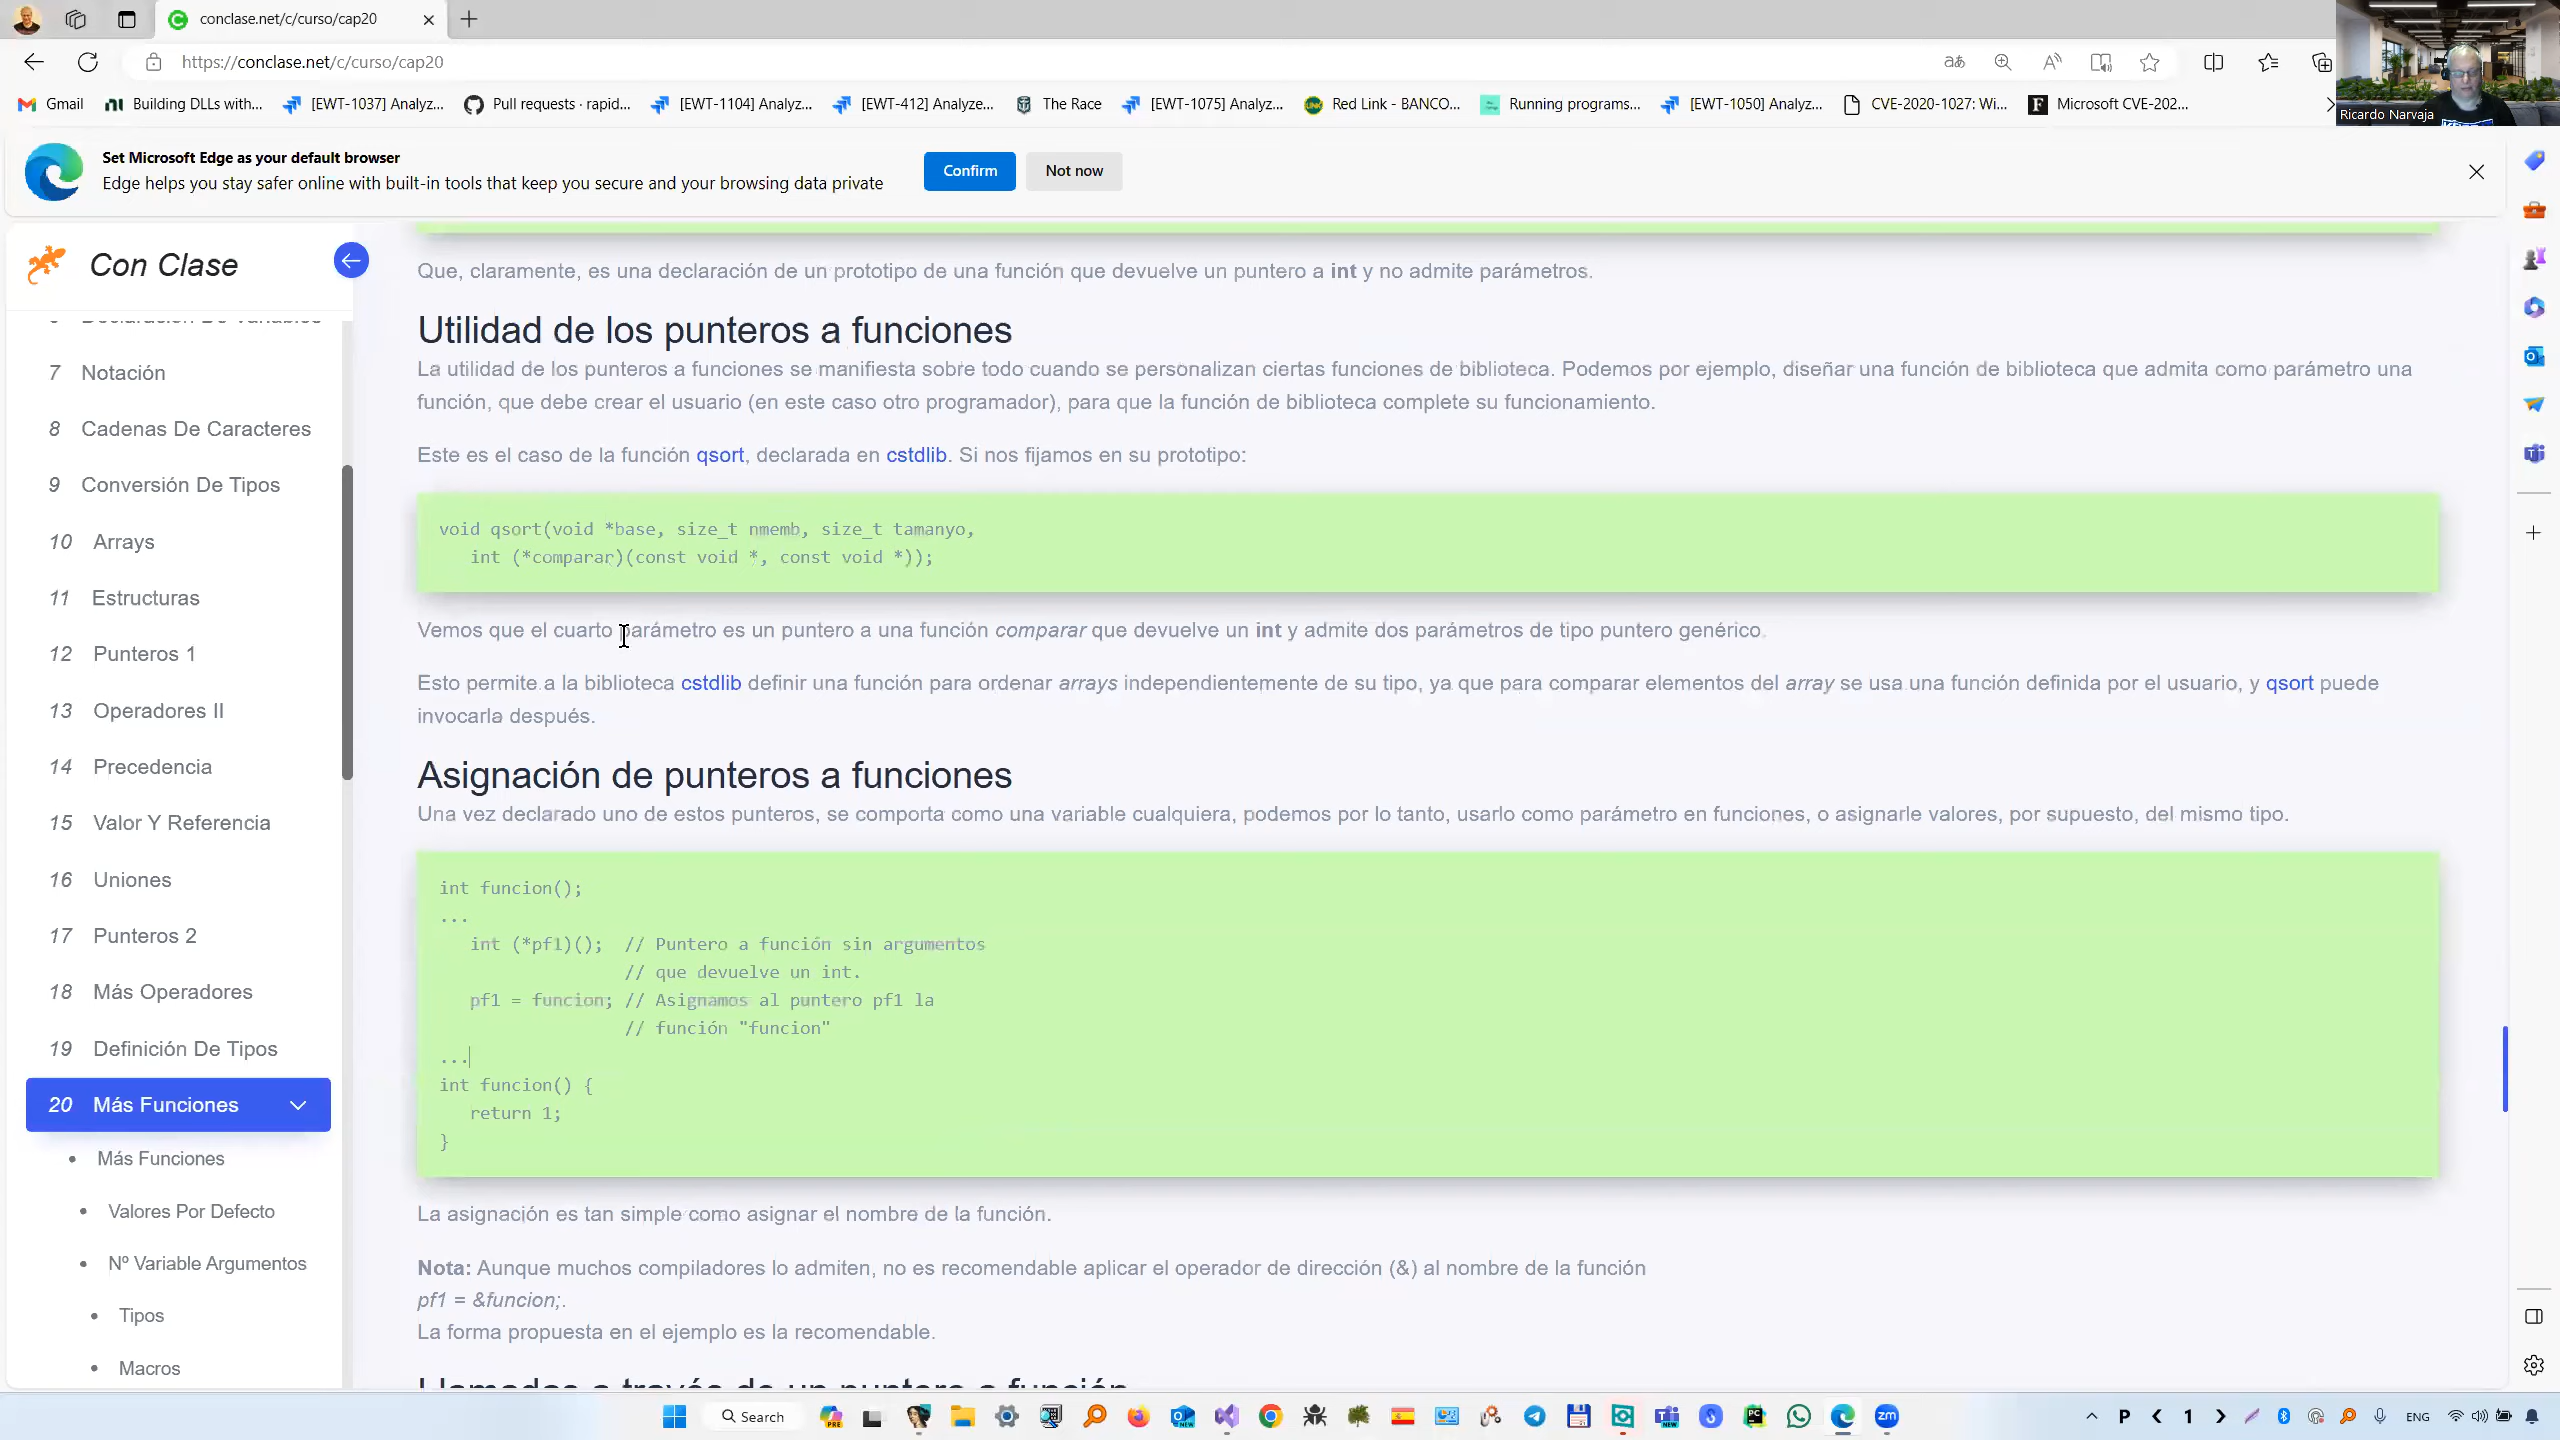 conclase.net/c/curso/cap20
https://conclase.net/c/curso/cap20
Gmail
Building DLLs with...
[EWT-1037] Analyz...
Pull requests · rapid...
[EWT-1104] Analyz...
[EWT-412] Analyze...
The Race
[EWT-1075] Analyz...
Red Link - BANCO...
Running programs...
[EWT-1050] Analyz...
CVE-2020-1027: Wi...
Microsoft CVE-202...
Ricardo Narvaja
Set Microsoft Edge as your default browser
Edge helps you stay safer online with built-in tools that keep you secure and your browsing data private
Confirm
Not now
Con Clase
7 Notación
8 Cadenas De Caracteres
9 Conversión De Tipos
10 Arrays
11 Estructuras
12 Punteros 1
13 Operadores II
14 Precedencia
15 Valor Y Referencia
16 Uniones
17 Punteros 2
18 Más Operadores
19 Definición De Tipos
20 Más Funciones
• Más Funciones
• Valores Por Defecto
• Nº Variable Argumentos
• Tipos
• Macros
Que, claramente, es una declaración de un prototipo de una función que devuelve un puntero a int y no admite parámetros.
Utilidad de los punteros a funciones
La utilidad de los punteros a funciones se manifiesta sobre todo cuando se personalizan ciertas funciones de biblioteca. Podemos por ejemplo, diseñar una función de biblioteca que admita como parámetro una
función, que debe crear el usuario (en este caso otro programador), para que la función de biblioteca complete su funcionamiento.
Este es el caso de la función qsort, declarada en cstdlib. Si nos fijamos en su prototipo:
void qsort(void *base, size_t nmemb, size_t tamanyo,
int (*comparar)(const void *, const void *));
Vemos que el cuarto parámetro es un puntero a una función comparar que devuelve un int y admite dos parámetros de tipo puntero genérico.
Esto permite a la biblioteca cstdlib definir una función para ordenar arrays independientemente de su tipo, ya que para comparar elementos del array se usa una función definida por el usuario, y qsort puede
invocarla después.
Asignación de punteros a funciones
Una vez declarado uno de estos punteros, se comporta como una variable cualquiera, podemos por lo tanto, usarlo como parámetro en funciones, o asignarle valores, por supuesto, del mismo tipo.
int funcion();
...
int (*pf1)(); // Puntero a función sin argumentos
// que devuelve un int.
pf1 = funcion; // Asignamos al puntero pf1 la
// función "funcion"
...
int funcion() {
return 1;
}
La asignación es tan simple como asignar el nombre de la función.
Nota: Aunque muchos compiladores lo admiten, no es recomendable aplicar el operador de dirección (&) al nombre de la función
pf1 = &funcion;.
La forma propuesta en el ejemplo es la recomendable.
Llamadas a través de un puntero a función
Search
P
1
ENG